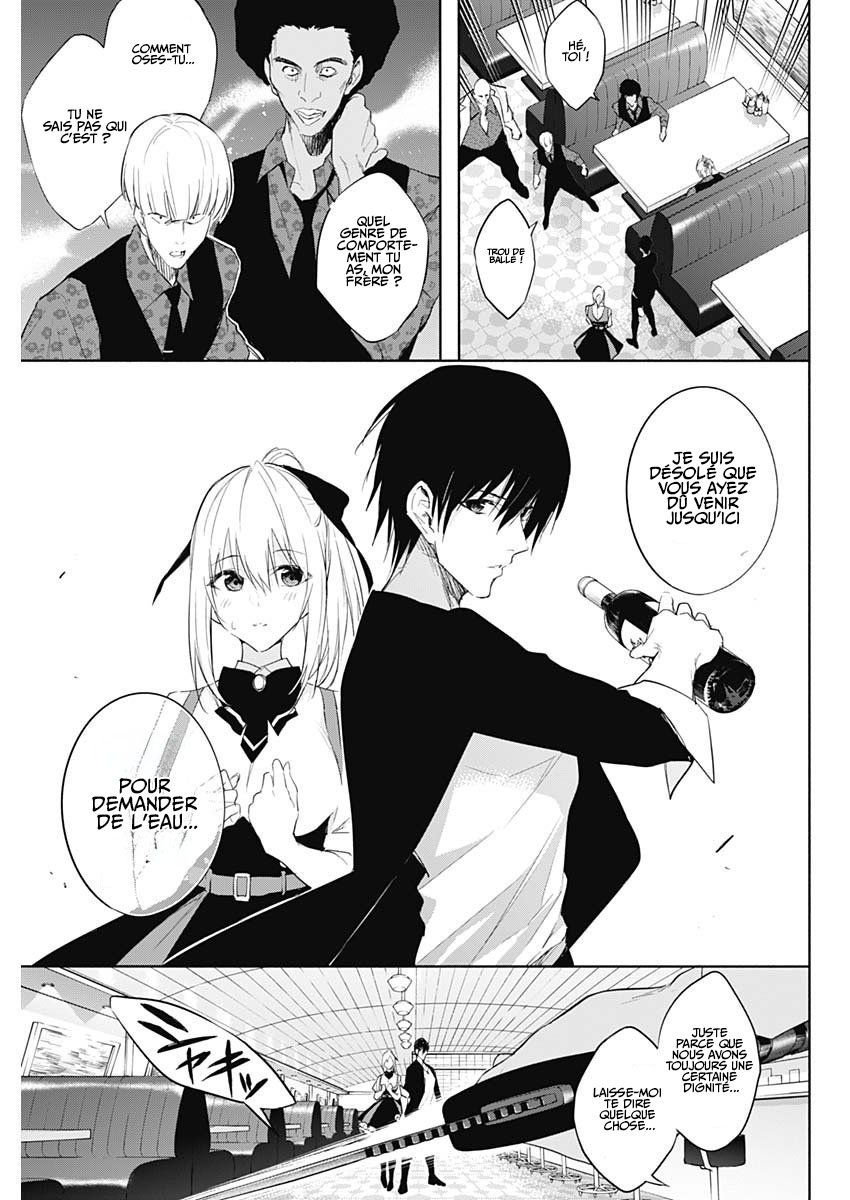 HÉ,
TOI !
TROU DE
BALLE !
COMMENT
OSES-TU...
TU NE
SAIS PAS QUI
C'EST ?
QUEL
GENRE DE
COMPORTE-
MENT TU
AS, MON
FRÈRE ?
JE SUIS
DÉSOLÉ QUE
VOUS AYEZ
DÛ VENIR
JUSQU'ICI
POUR
DEMANDER
DE L'EAU...
JUSTE
PARCE QUE
NOUS AVONS
TOUJOURS UNE
CERTAINE
DIGNITÉ...
LAISSE-MOI
TE DIRE
QUELQUE
CHOSE...
ニャキッ